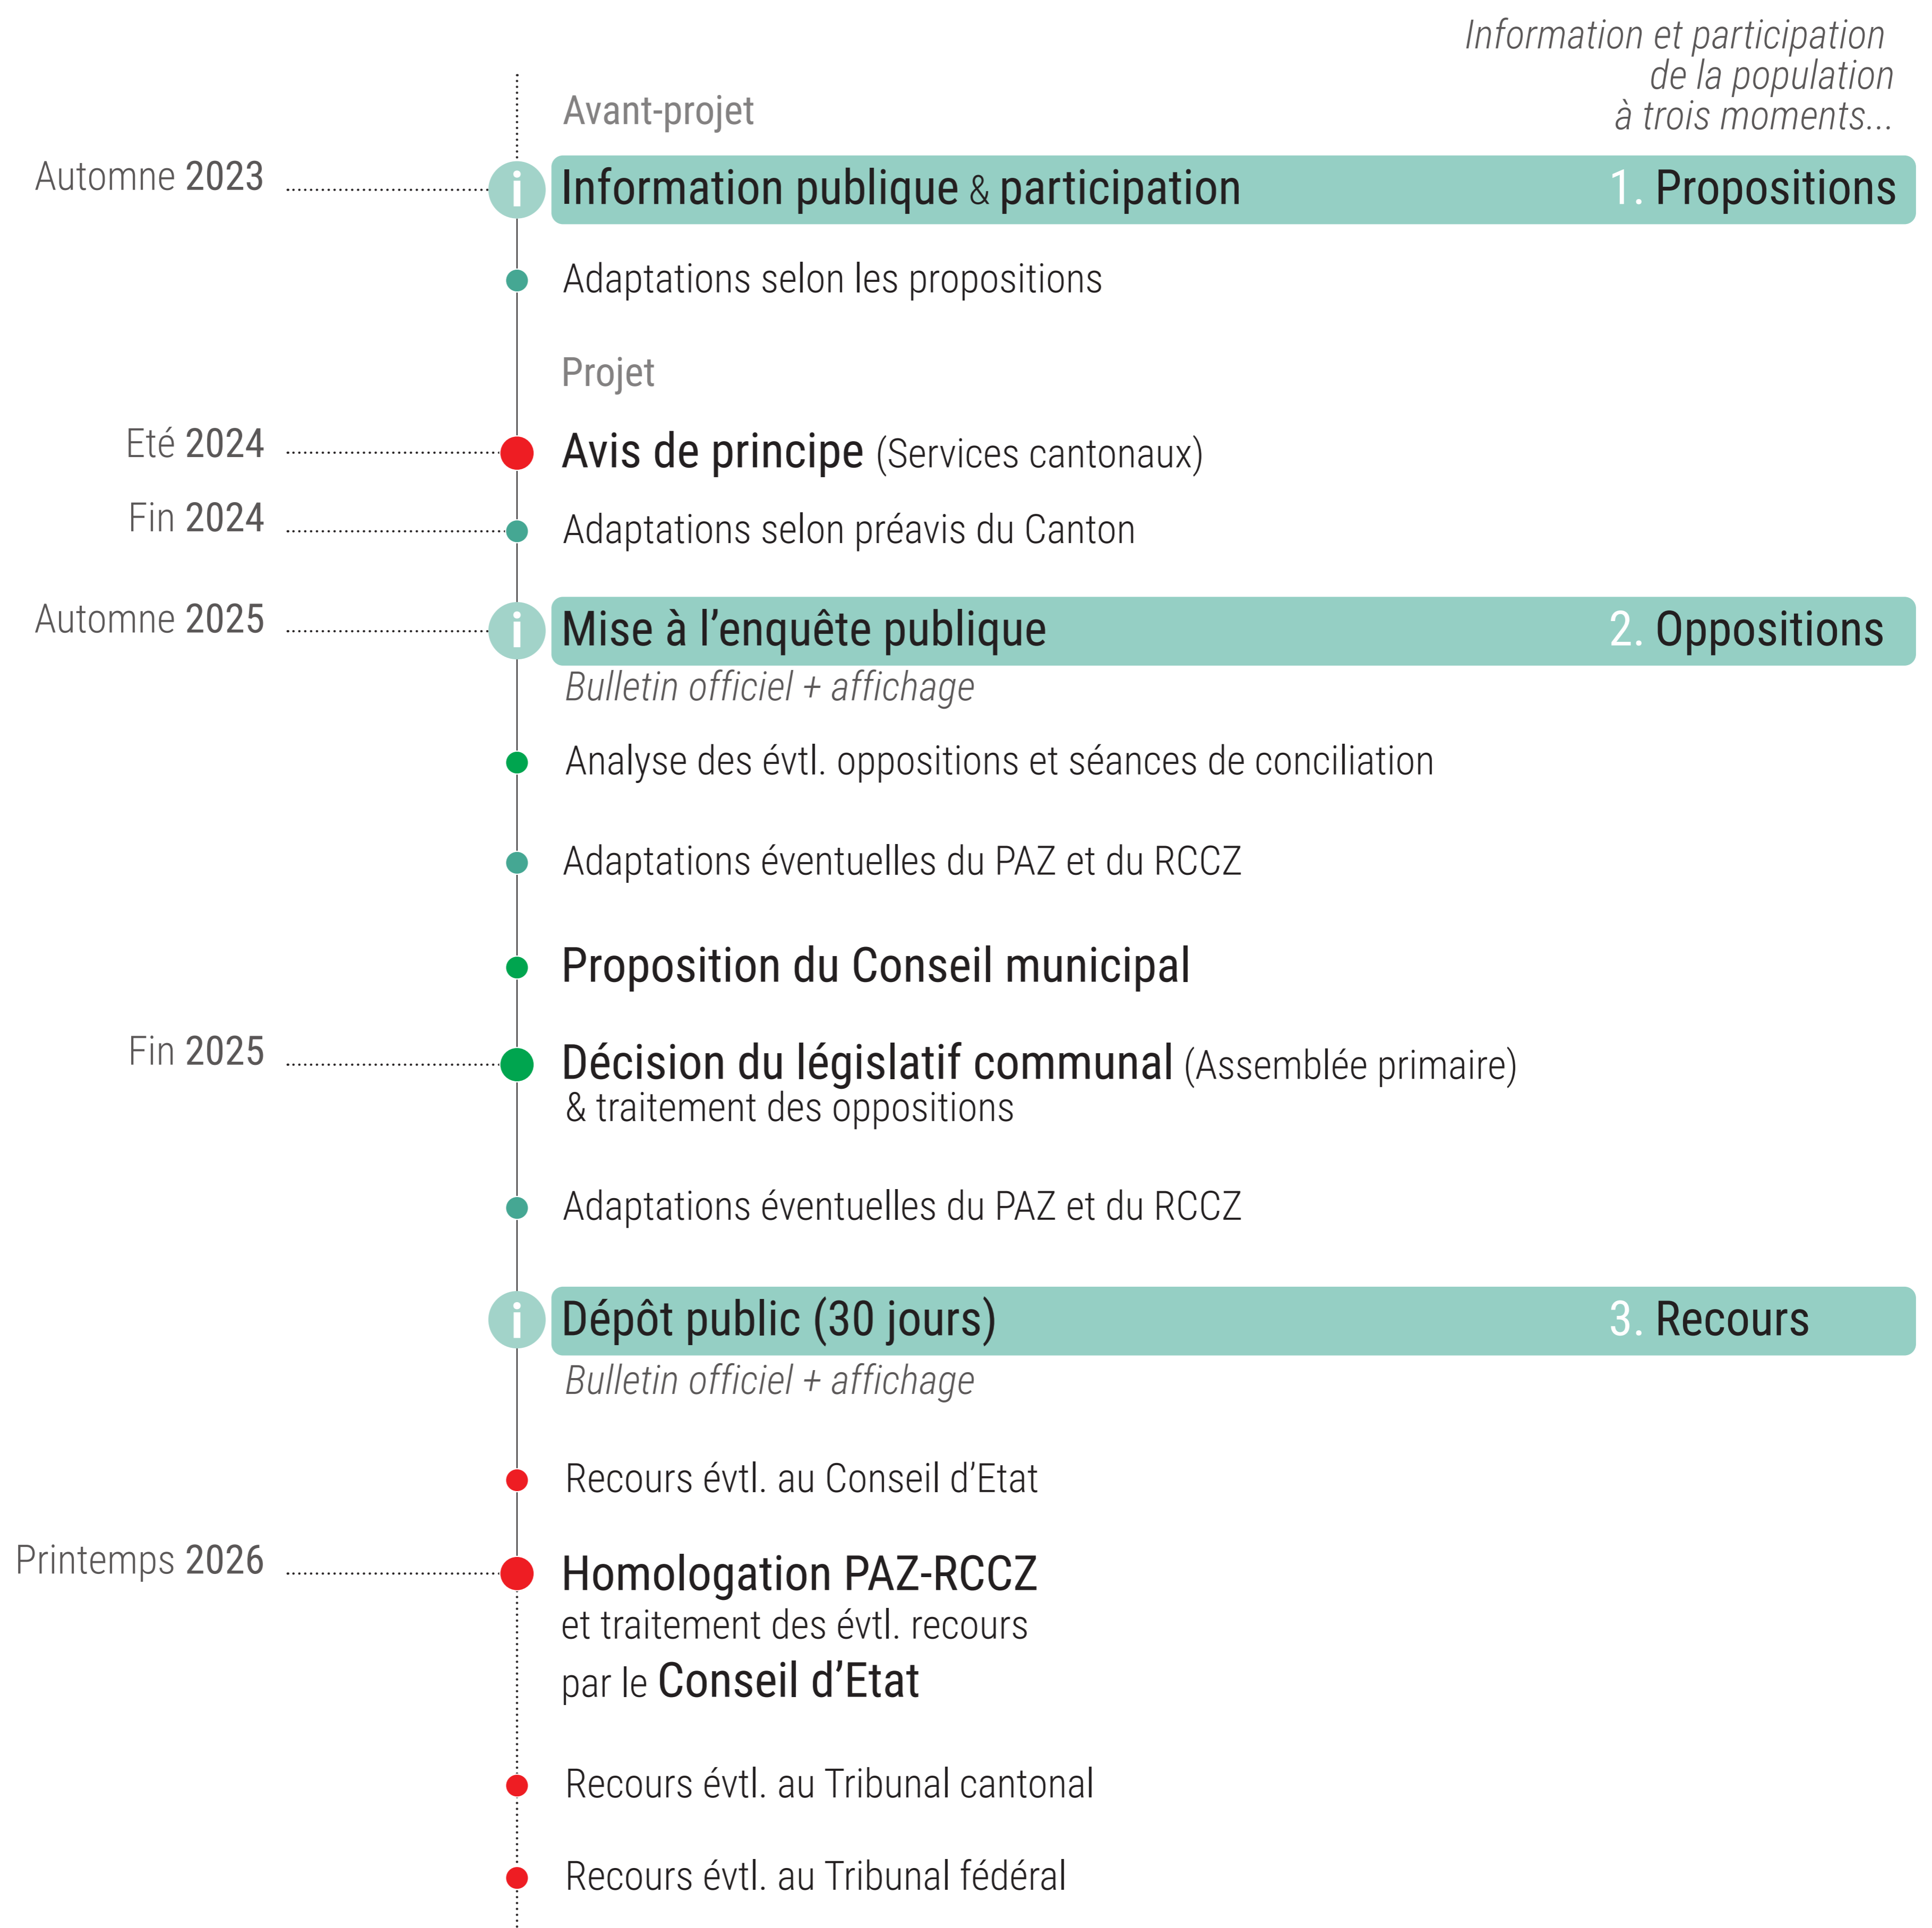 Information et participation
de la population
à trois moments...
Avant-projet
Automne 2023
i Information publique & participation 1. Propositions
Adaptations selon les propositions
Projet
Eté 2024 Avis de principe (Services cantonaux)
Fin 2024 Adaptations selon préavis du Canton
Automne 2025 i Mise à l’enquête publique 2. Oppositions
Bulletin officiel + affichage
Analyse des évtl. oppositions et séances de conciliation
Adaptations éventuelles du PAZ et du RCCZ
Proposition du Conseil municipal
Fin 2025 Décision du législatif communal (Assemblée primaire)
& traitement des oppositions
Adaptations éventuelles du PAZ et du RCCZ
i Dépôt public (30 jours) 3. Recours
Bulletin officiel + affichage
Recours évtl. au Conseil d’Etat
Printemps 2026 Homologation PAZ-RCCZ
et traitement des évtl. recours
par le Conseil d’Etat
Recours évtl. au Tribunal cantonal
Recours évtl. au Tribunal fédéral